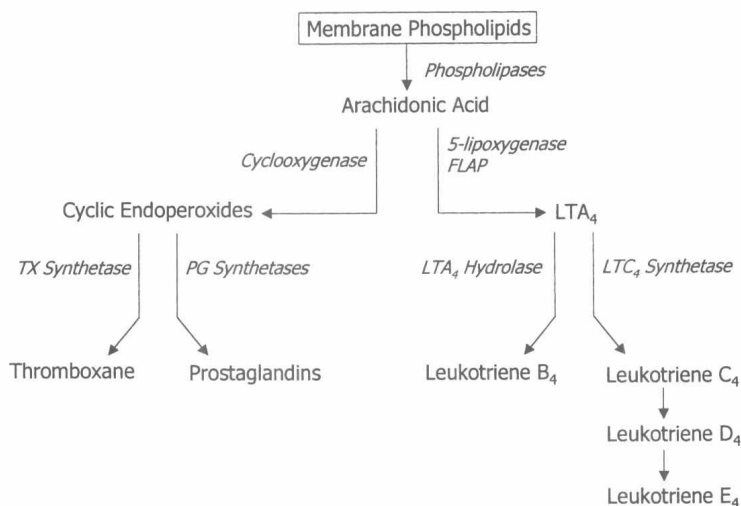 Membrane Phospholipids
Phospholipases
Arachidonic Acid
Cyclooxygenase
5-lipoxygenase
FLAP
Cyclic Endoperoxides
LTA₄
TX Synthetase
PG Synthetases
LTA₄ Hydrolase
LTC₄ Synthetase
Thromboxane
Prostaglandins
Leukotriene B₄
Leukotriene C₄
Leukotriene D₄
Leukotriene E₄